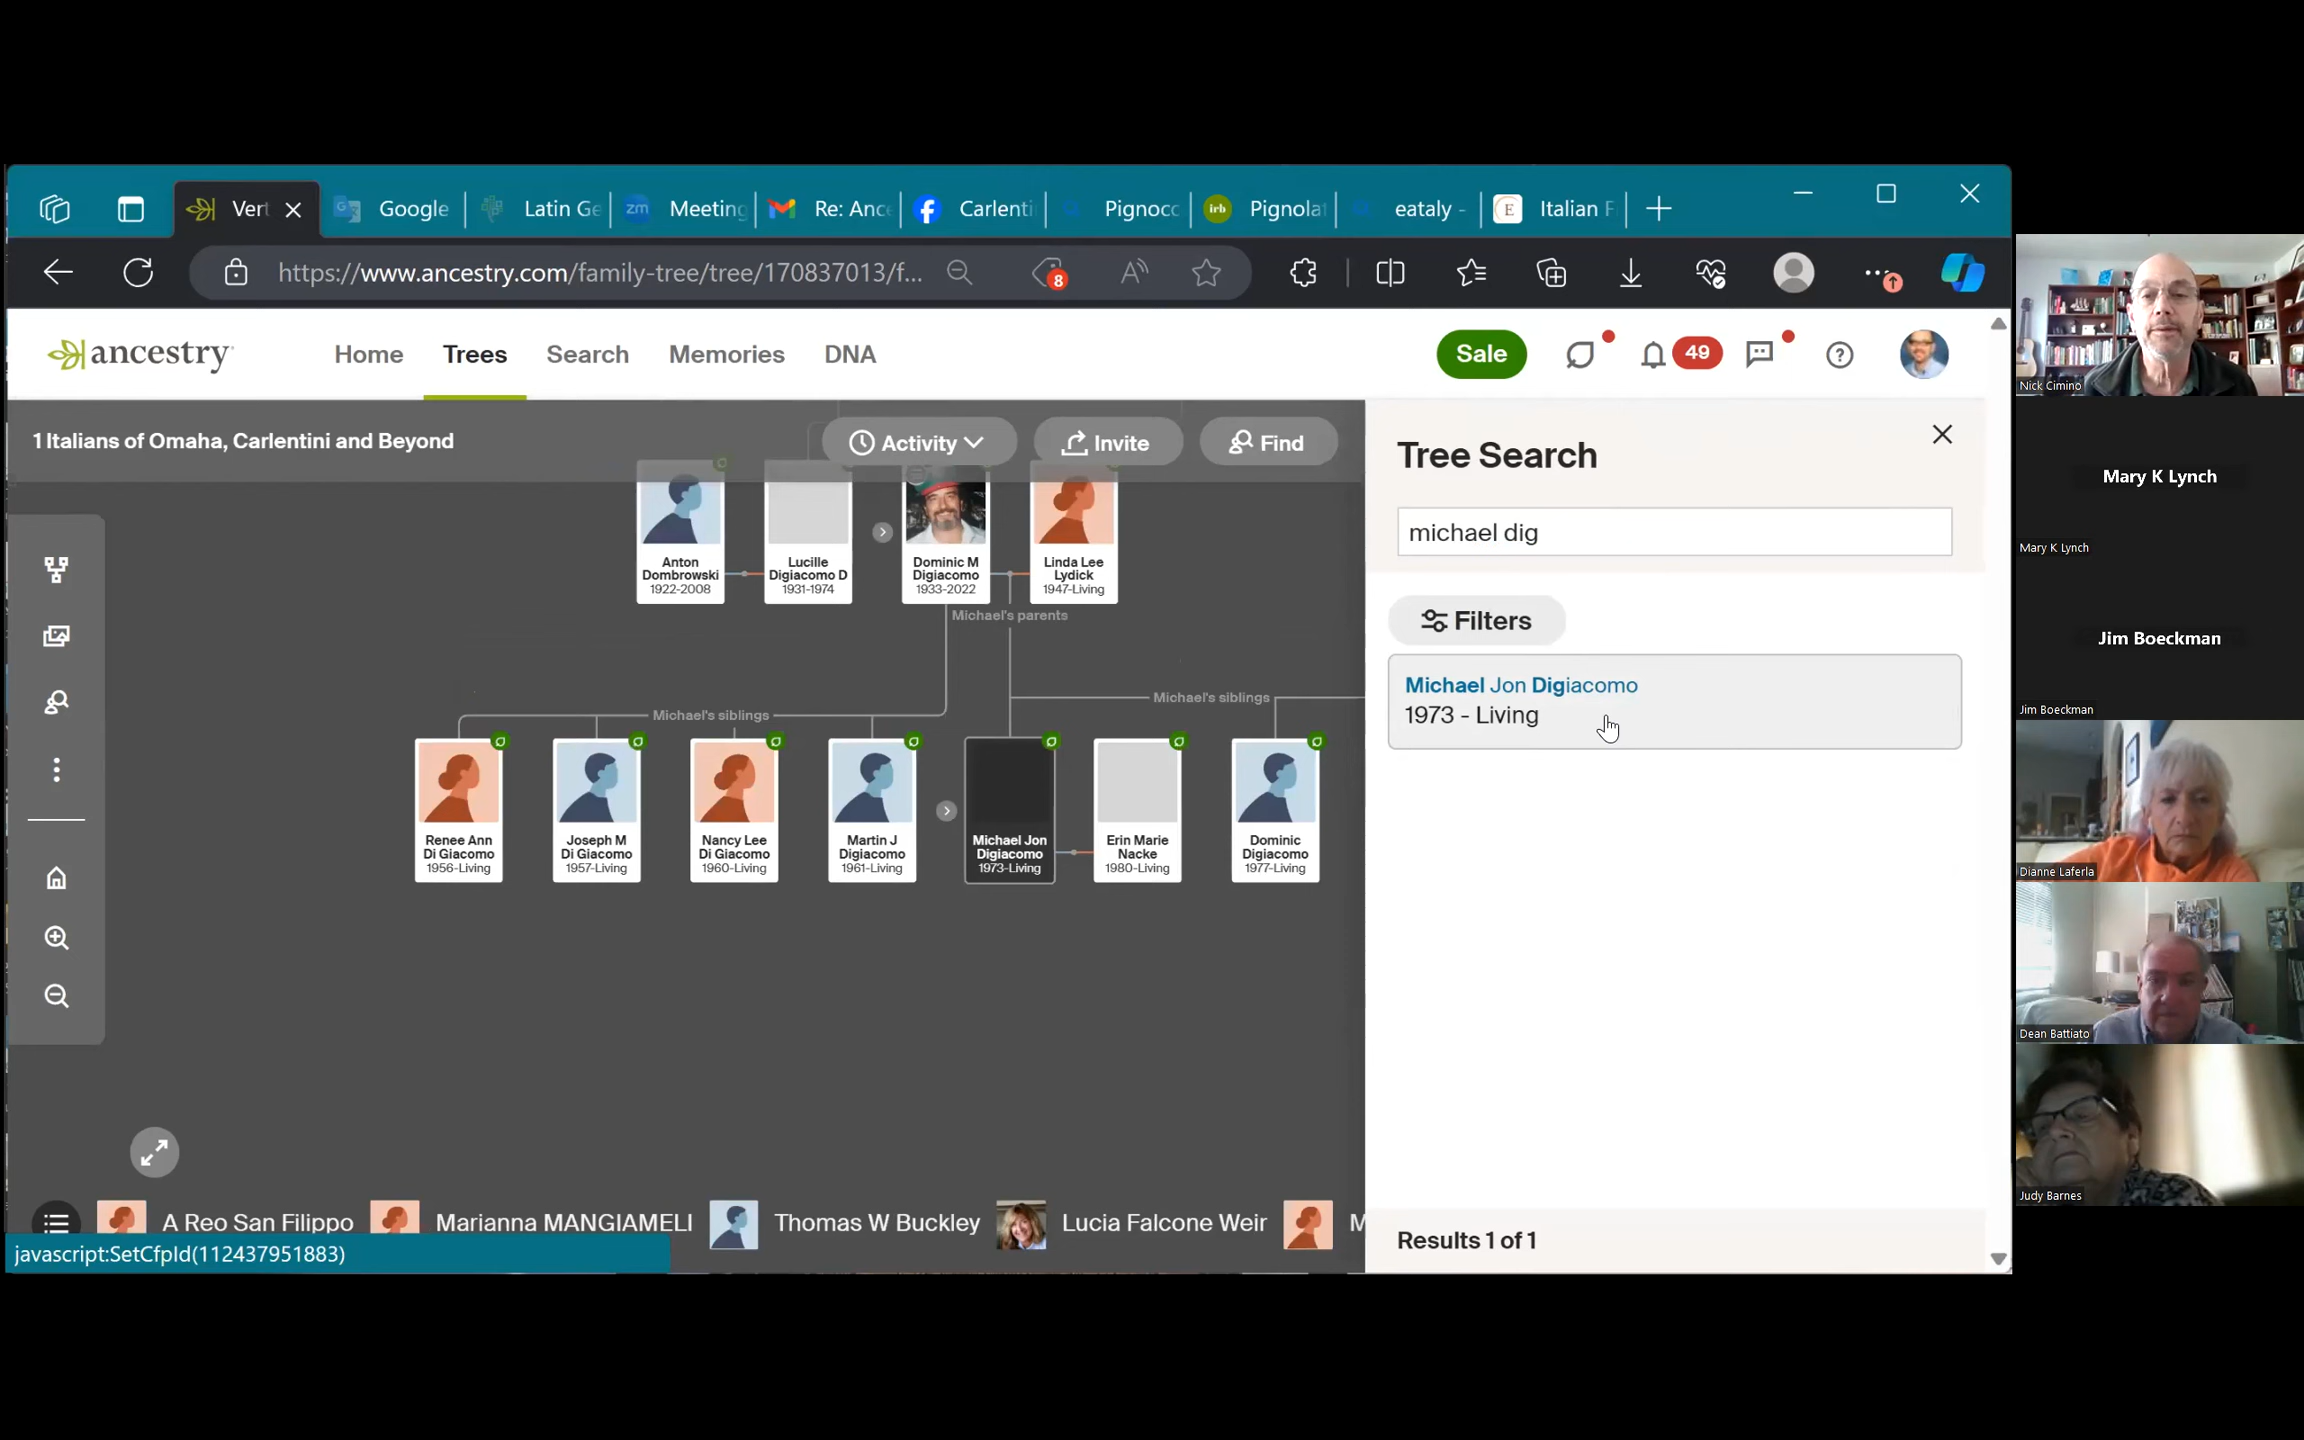 Vert
Google
Latin Ge
zm
Meeting
Re: Anc
Carlenti
Pignoco
irb
Pignola
eataly -
E
Italian F
https://www.ancestry.com/family-tree/tree/170837013/f...
8
ancestry
Home
Trees
Search
Memories
DNA
Sale
49
1 Italians of Omaha, Carlentini and Beyond
Activity
Invite
Find
Anton
Dombrowski
1922-2008
Lucille
Digiacomo D
1931-1974
Dominic M
Digiacomo
1933-2022
Linda Lee
Lydick
1947-Living
Michael's parents
Michael's siblings
Michael's siblings
Renee Ann
Di Giacomo
1956-Living
Joseph M
Di Giacomo
1957-Living
Nancy Lee
Di Giacomo
1960-Living
Martin J
Digiacomo
1961-Living
Michael Jon
Digiacomo
1973-Living
Erin Marie
Nacke
1980-Living
Dominic
Digiacomo
1977-Living
A Reo San Filippo
Marianna MANGIAMELI
Thomas W Buckley
Lucia Falcone Weir
M
javascript:SetCfpId(112437951883)
Tree Search
michael dig
Filters
Michael Jon Digiacomo
1973 - Living
Results 1 of 1
Nick Cimino
Mary K Lynch
Mary K Lynch
Jim Boeckman
Jim Boeckman
Dianne Laferla
Dean Battiato
Judy Barnes